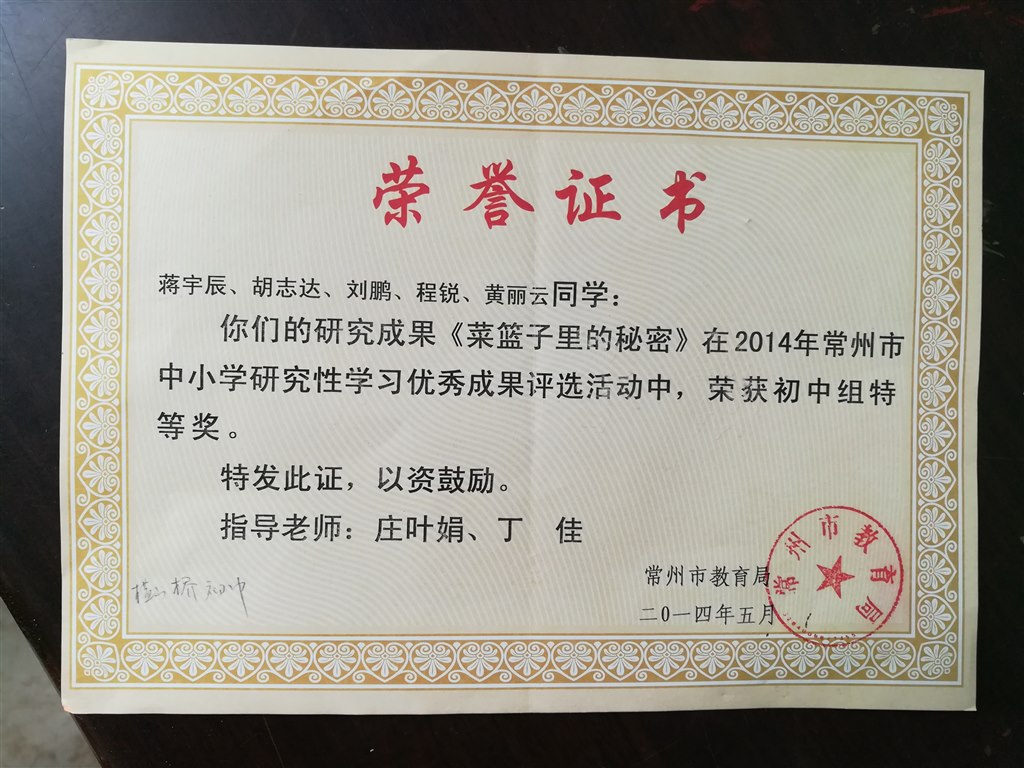 荣誉证书
蒋宇辰、胡志达、刘鹏、程锐、黄丽云同学：
你们的研究成果《菜篮子里的秘密》在2014年常州市
中小学研究性学习优秀成果评选活动中，荣获初中组特
等奖。
特发此证，以资鼓励。
指导老师：庄叶娟、丁　佳
常州市教育局
二0一四年五月
常州市教育局
桥初中